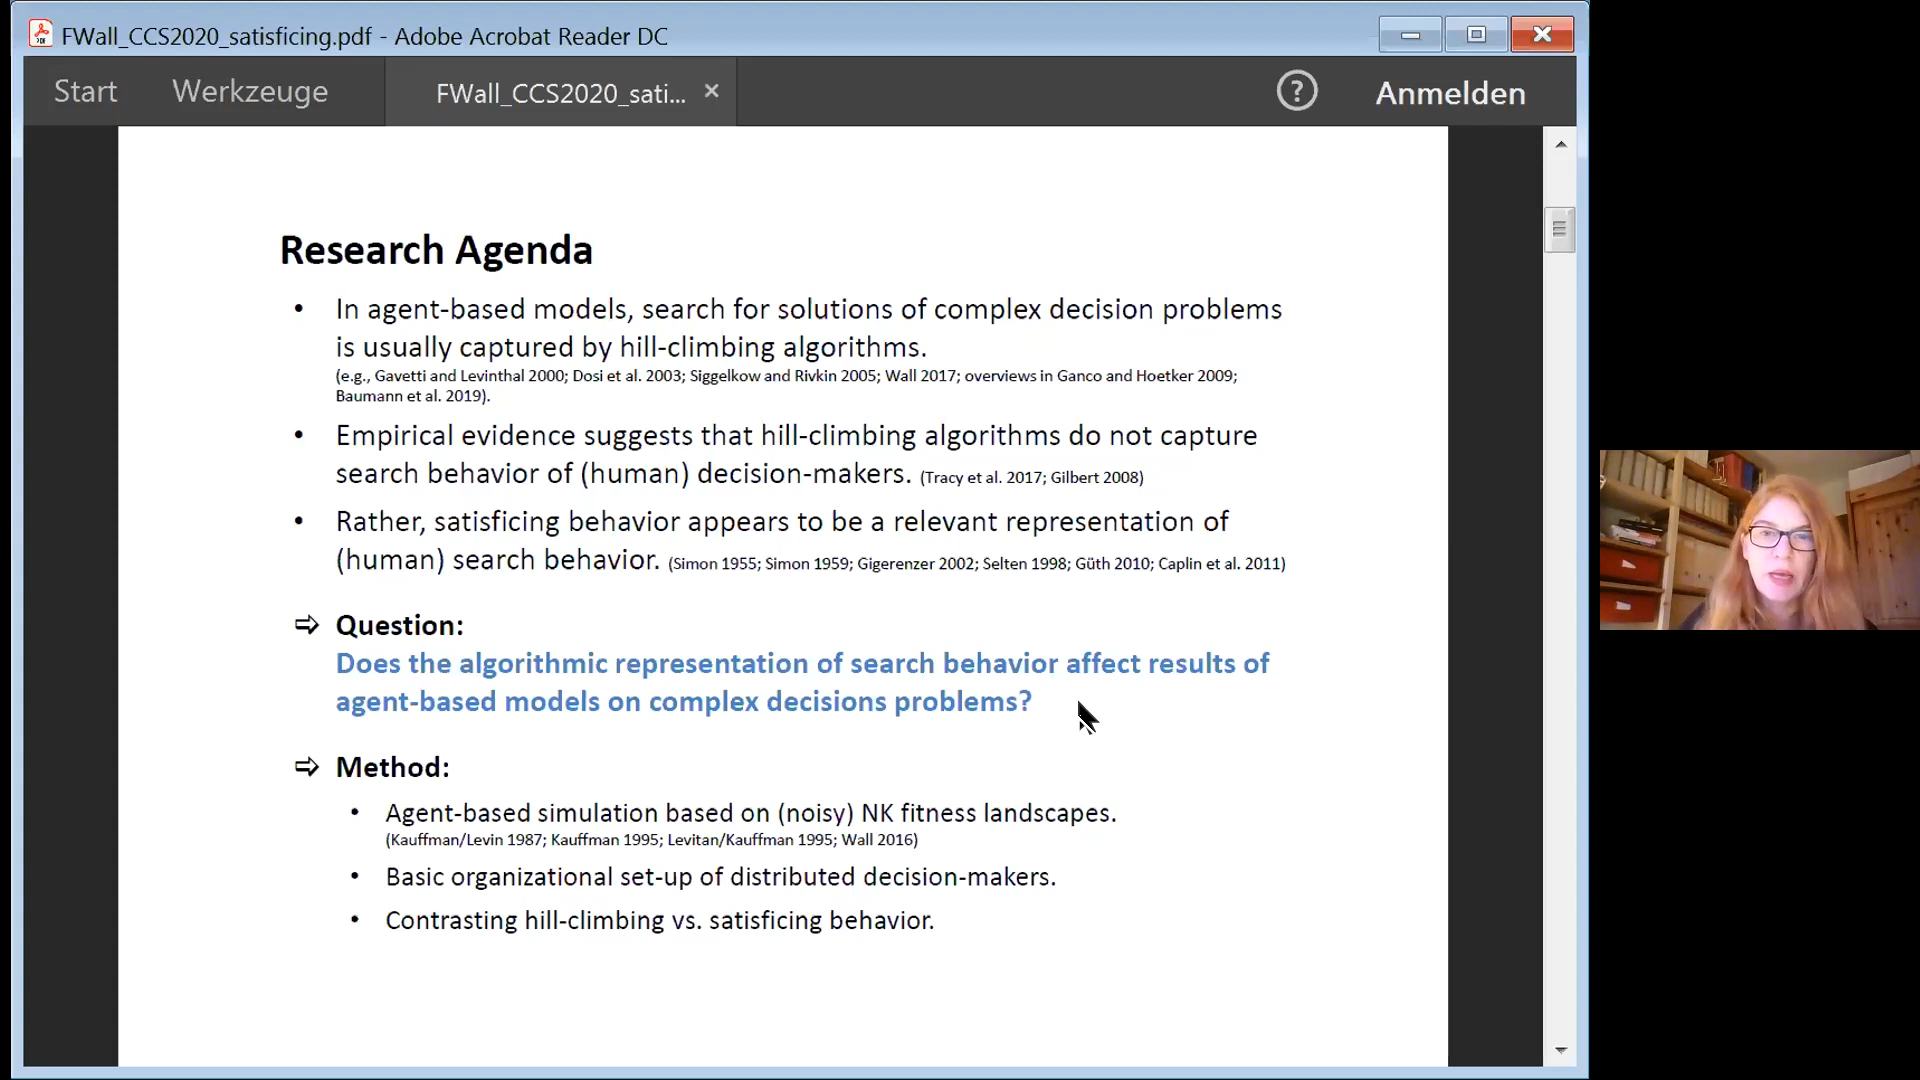 FWall_CCS2020_satisficing.pdf - Adobe Acrobat Reader DC
Start Werkzeuge FWall_CCS2020_sati... Anmelden
Research Agenda
• In agent-based models, search for solutions of complex decision problems
is usually captured by hill-climbing algorithms.
(e.g., Gavetti and Levinthal 2000; Dosi et al. 2003; Siggelkow and Rivkin 2005; Wall 2017; overviews in Ganco and Hoetker 2009;
Baumann et al. 2019).
• Empirical evidence suggests that hill-climbing algorithms do not capture
search behavior of (human) decision-makers. (Tracy et al. 2017; Gilbert 2008)
• Rather, satisficing behavior appears to be a relevant representation of
(human) search behavior. (Simon 1955; Simon 1959; Gigerenzer 2002; Selten 1998; Güth 2010; Caplin et al. 2011)
⇨ Question:
Does the algorithmic representation of search behavior affect results of
agent-based models on complex decisions problems?
⇨ Method:
• Agent-based simulation based on (noisy) NK fitness landscapes.
(Kauffman/Levin 1987; Kauffman 1995; Levitan/Kauffman 1995; Wall 2016)
• Basic organizational set-up of distributed decision-makers.
• Contrasting hill-climbing vs. satisficing behavior.